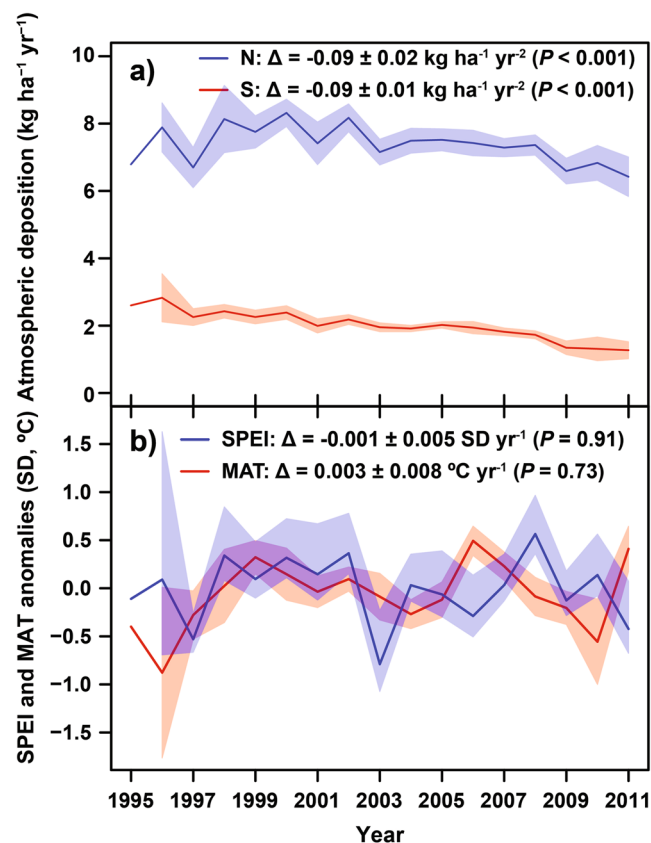 a)
N: Δ = -0.09 ± 0.02 kg ha⁻¹ yr⁻² (P < 0.001)
S: Δ = -0.09 ± 0.01 kg ha⁻¹ yr⁻² (P < 0.001)
Atmospheric deposition (kg ha⁻¹ yr⁻¹)
10
8
6
4
2
0
b)
SPEI: Δ = -0.001 ± 0.005 SD yr⁻¹ (P = 0.91)
MAT: Δ = 0.003 ± 0.008 ºC yr⁻¹ (P = 0.73)
SPEI and MAT anomalies (SD, ºC)
1.5
1.0
0.5
0.0
−0.5
−1.0
−1.5
1995 1997 1999 2001 2003 2005 2007 2009 2011
Year